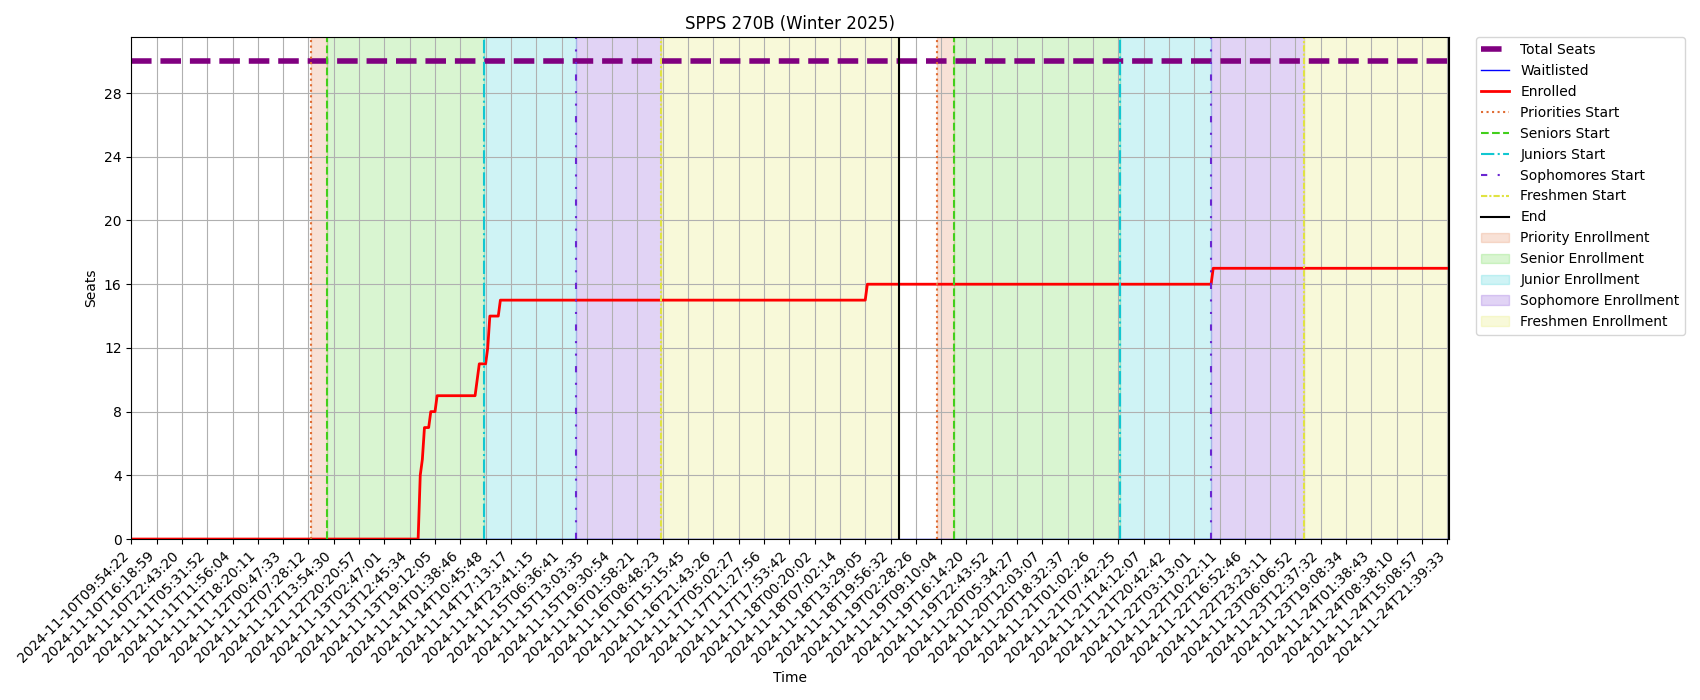 SPPS 270B (Winter 2025)
Seats
28
24
20
16
12
8
4
0
2024-11-10T09:54:22
2024-11-10T16:18:59
2024-11-10T22:43:20
2024-11-11T05:31:52
2024-11-11T11:56:04
2024-11-11T18:20:11
2024-11-12T00:47:33
2024-11-12T07:28:12
2024-11-12T13:54:30
2024-11-12T20:20:57
2024-11-13T02:47:01
2024-11-13T12:45:34
2024-11-13T19:12:05
2024-11-14T01:38:46
2024-11-14T10:45:48
2024-11-14T17:13:17
2024-11-14T23:41:15
2024-11-15T06:36:41
2024-11-15T13:03:35
2024-11-15T19:30:54
2024-11-16T01:58:21
2024-11-16T08:48:23
2024-11-16T15:15:45
2024-11-16T21:43:26
2024-11-17T05:02:27
2024-11-17T11:27:56
2024-11-17T17:53:42
2024-11-18T00:20:02
2024-11-18T07:02:14
2024-11-18T13:29:05
2024-11-18T19:56:32
2024-11-19T02:28:26
2024-11-19T09:10:04
2024-11-19T16:14:20
2024-11-19T22:43:52
2024-11-20T05:34:27
2024-11-20T12:03:07
2024-11-20T18:32:37
2024-11-21T01:02:26
2024-11-21T07:42:25
2024-11-21T14:12:07
2024-11-21T20:42:42
2024-11-22T03:13:01
2024-11-22T10:22:11
2024-11-22T16:52:46
2024-11-22T23:23:11
2024-11-23T06:06:52
2024-11-23T12:37:32
2024-11-23T19:08:34
2024-11-24T01:38:43
2024-11-24T08:38:10
2024-11-24T15:08:57
2024-11-24T21:39:33
Time
Total Seats
Waitlisted
Enrolled
Priorities Start
Seniors Start
Juniors Start
Sophomores Start
Freshmen Start
End
Priority Enrollment
Senior Enrollment
Junior Enrollment
Sophomore Enrollment
Freshmen Enrollment